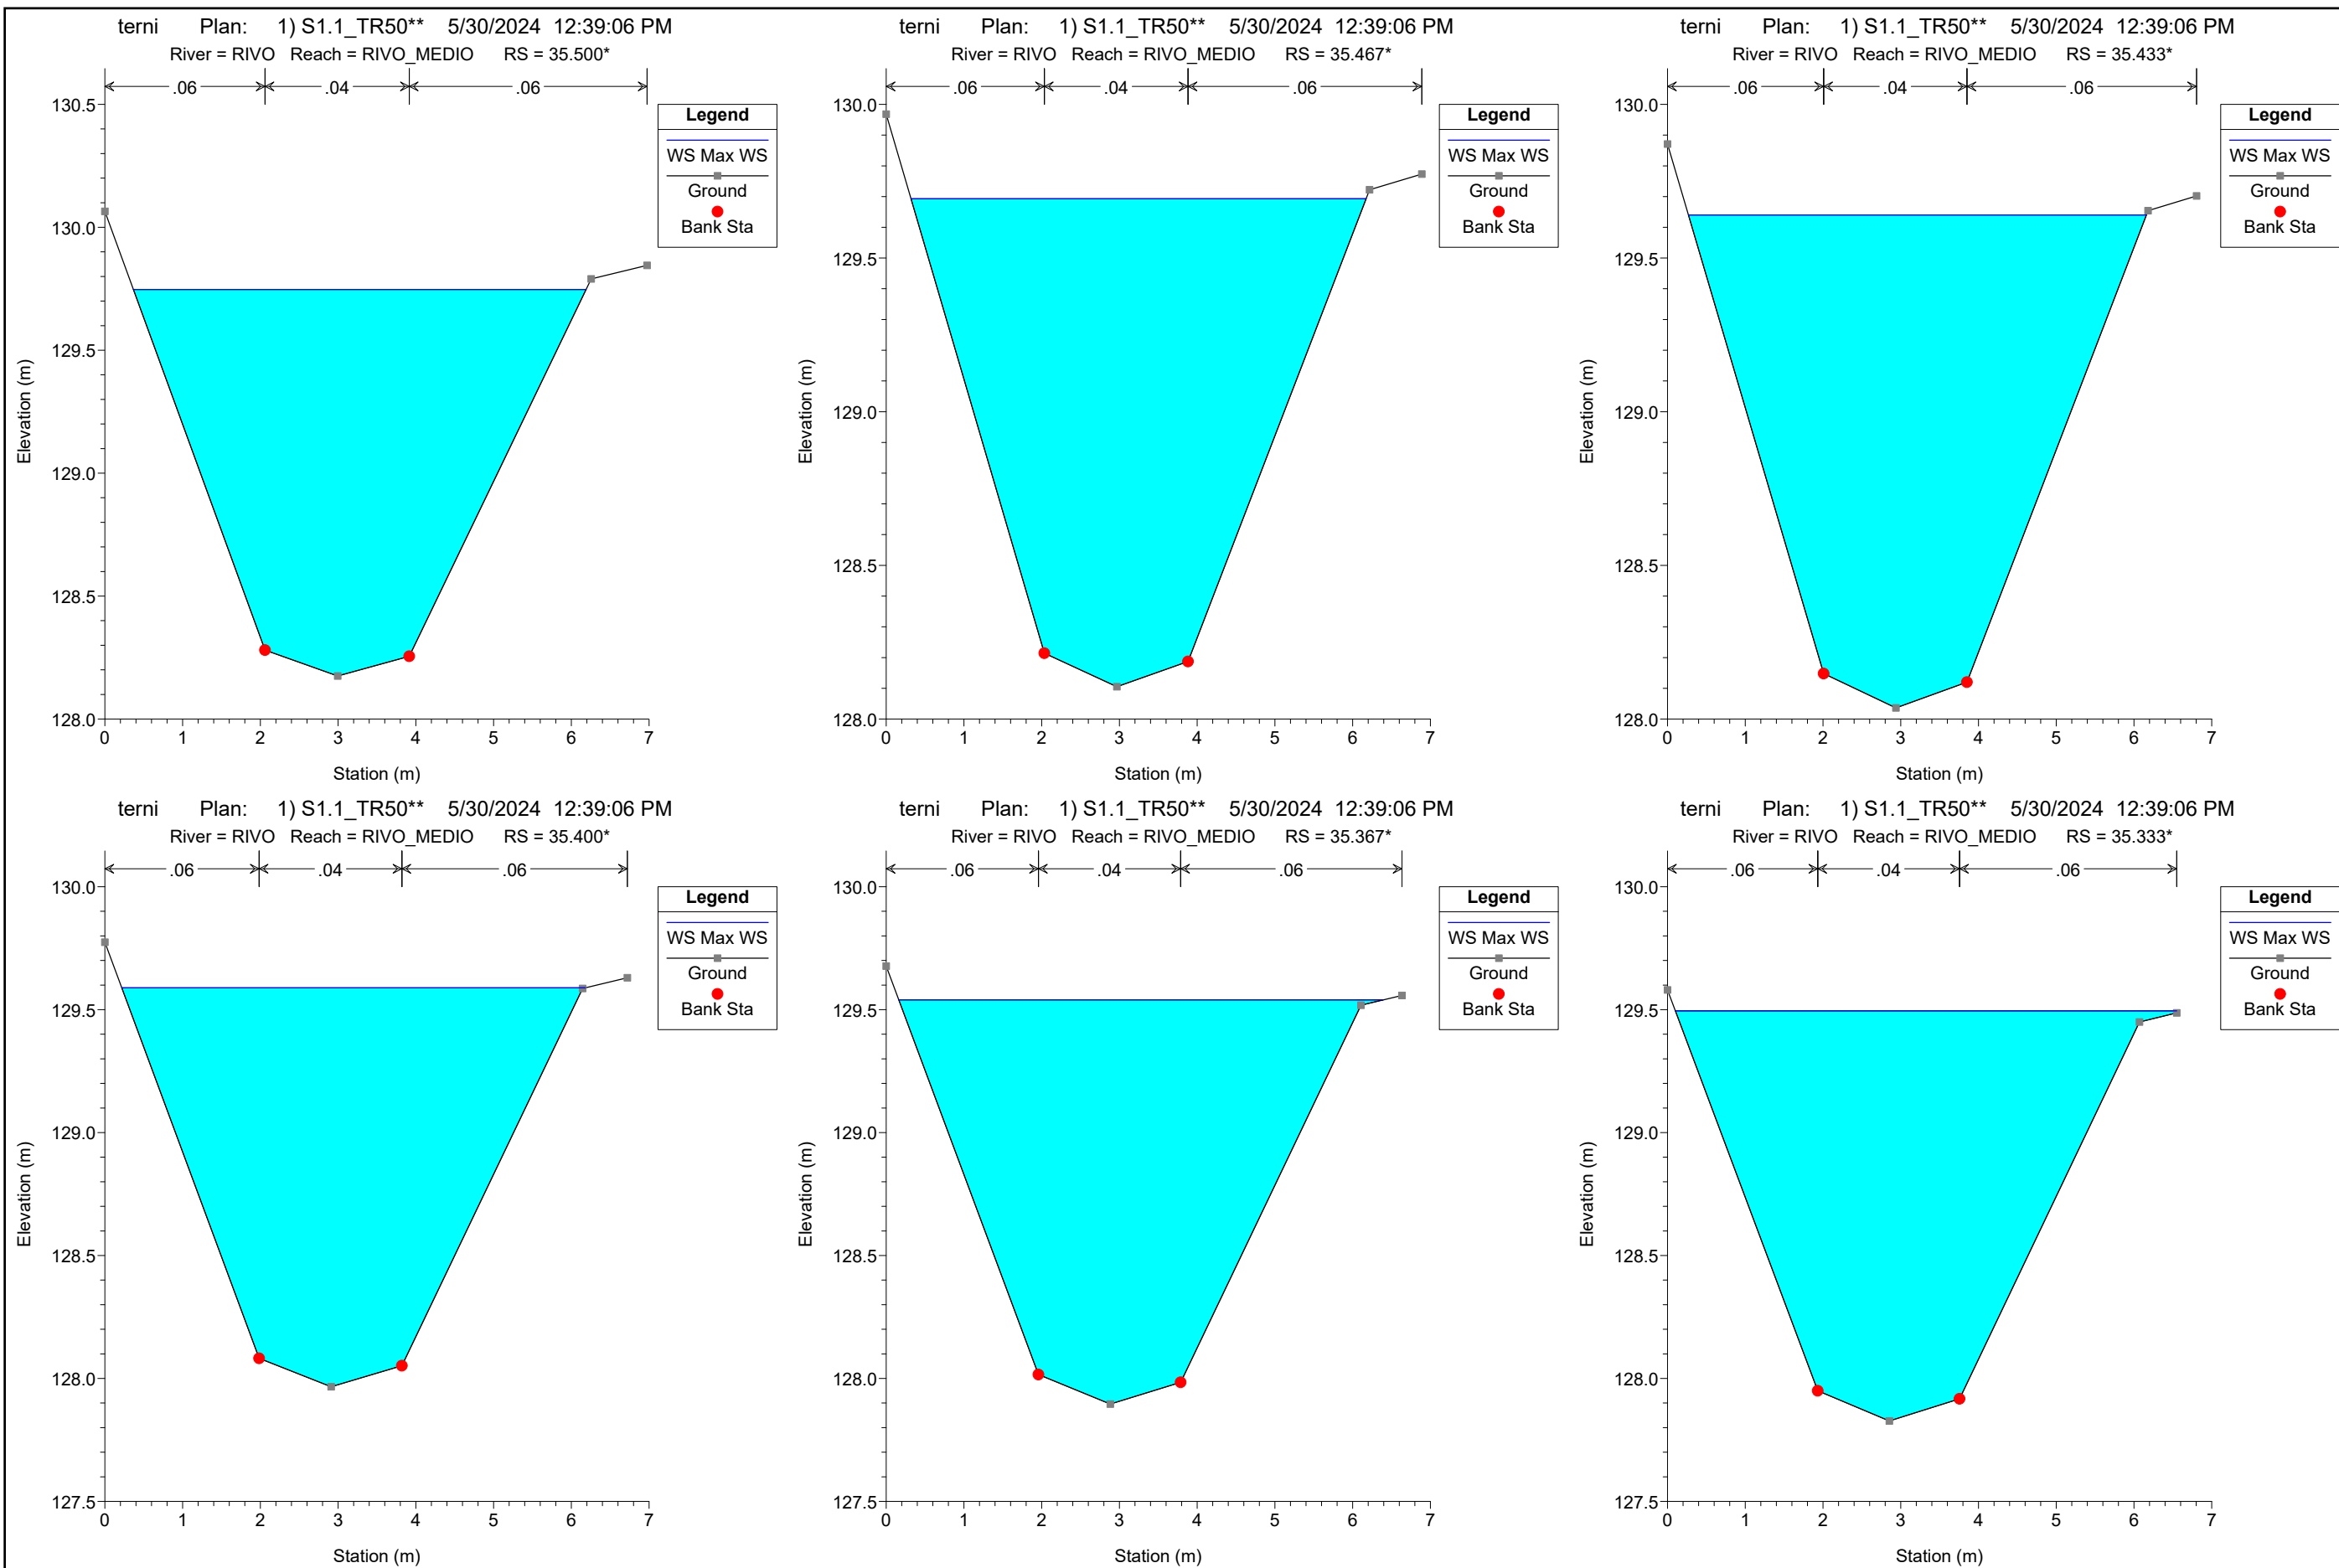 terni Plan: 1) S1.1_TR50** 5/30/2024 12:39:06 PM
River = RIVO Reach = RIVO_MEDIO RS = 35.500*
.06 .04 .06
130.5
130.0
129.5
129.0
128.5
128.0
0 1 2 3 4 5 6 7
Station (m)
Elevation (m)
Legend
WS Max WS
Ground
Bank Sta
terni Plan: 1) S1.1_TR50** 5/30/2024 12:39:06 PM
River = RIVO Reach = RIVO_MEDIO RS = 35.467*
.06 .04 .06
130.0
129.5
129.0
128.5
128.0
0 1 2 3 4 5 6 7
Station (m)
Elevation (m)
Legend
WS Max WS
Ground
Bank Sta
terni Plan: 1) S1.1_TR50** 5/30/2024 12:39:06 PM
River = RIVO Reach = RIVO_MEDIO RS = 35.433*
.06 .04 .06
130.0
129.5
129.0
128.5
128.0
0 1 2 3 4 5 6 7
Station (m)
Elevation (m)
Legend
WS Max WS
Ground
Bank Sta
terni Plan: 1) S1.1_TR50** 5/30/2024 12:39:06 PM
River = RIVO Reach = RIVO_MEDIO RS = 35.400*
.06 .04 .06
130.0
129.5
129.0
128.5
128.0
127.5
0 1 2 3 4 5 6 7
Station (m)
Elevation (m)
Legend
WS Max WS
Ground
Bank Sta
terni Plan: 1) S1.1_TR50** 5/30/2024 12:39:06 PM
River = RIVO Reach = RIVO_MEDIO RS = 35.367*
.06 .04 .06
130.0
129.5
129.0
128.5
128.0
127.5
0 1 2 3 4 5 6 7
Station (m)
Elevation (m)
Legend
WS Max WS
Ground
Bank Sta
terni Plan: 1) S1.1_TR50** 5/30/2024 12:39:06 PM
River = RIVO Reach = RIVO_MEDIO RS = 35.333*
.06 .04 .06
130.0
129.5
129.0
128.5
128.0
127.5
0 1 2 3 4 5 6 7
Station (m)
Elevation (m)
Legend
WS Max WS
Ground
Bank Sta